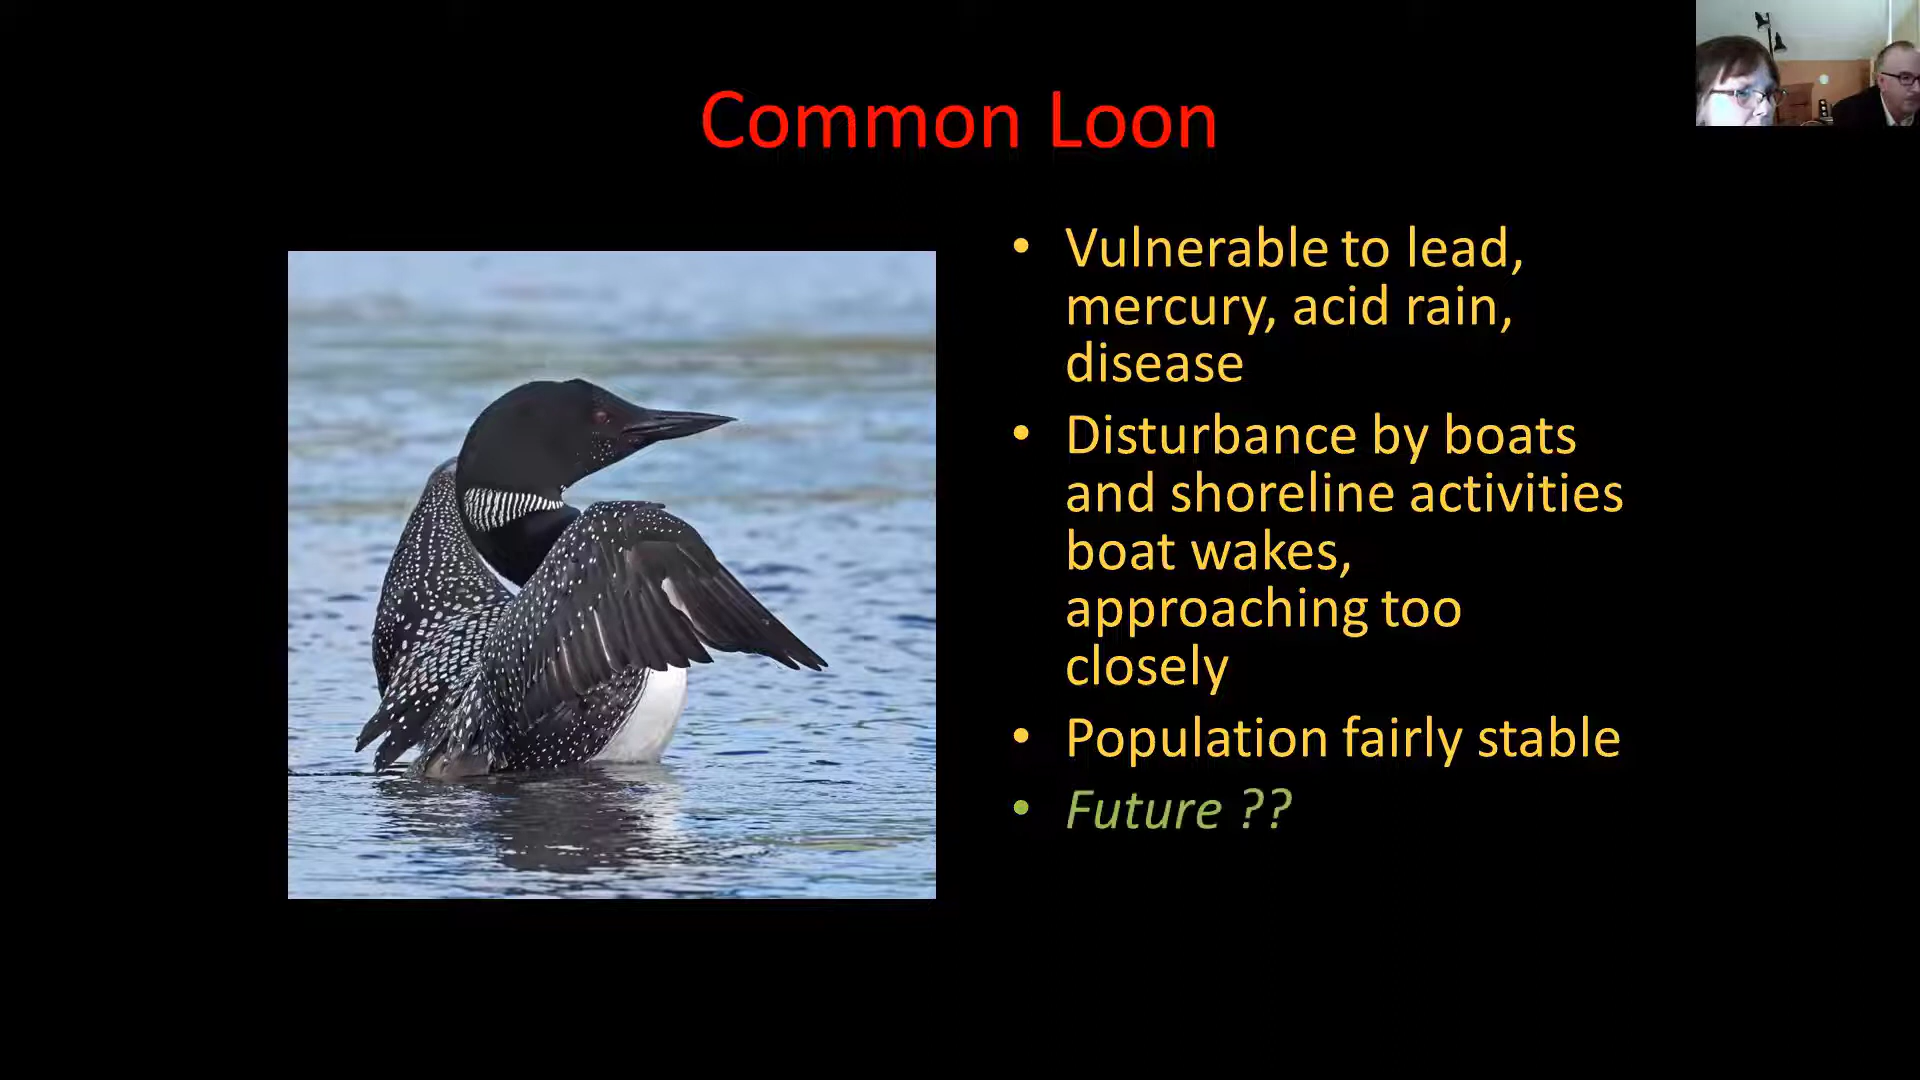 Common Loon
• Vulnerable to lead,
mercury, acid rain,
disease
• Disturbance by boats
and shoreline activities
boat wakes,
approaching too
closely
• Population fairly stable
• Future ??